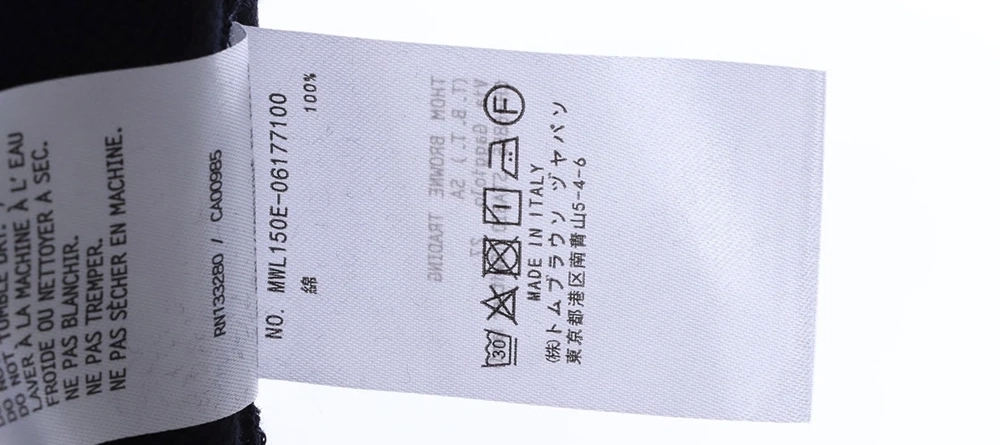 DO NOT TUMBLE DRY.
LAVER À LA MACHINE À L'EAU
FROIDE OU NETTOYER À SEC.
NE PAS BLANCHIR.
NE PAS TREMPER.
NE PAS SÈCHER EN MACHINE.
RN133280 / CA00985
NO. MWL150E-06177100
綿 100%
THOM BROWNE TRADING
(T.B.T.) SA
30 F
MADE IN ITALY
(株)トムブラウン ジャパン
東京都港区南青山5-4-6